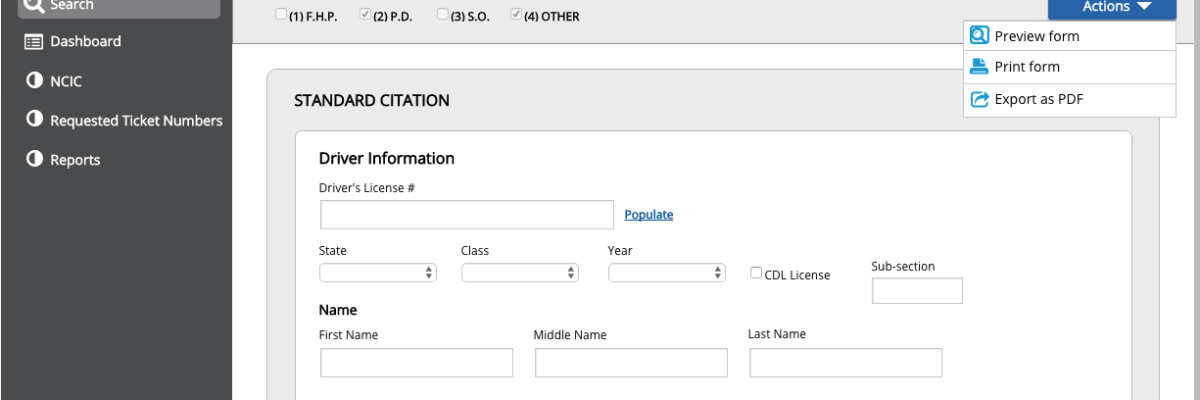 Search
Dashboard
NCIC
Requested Ticket Numbers
Reports
(1) F.H.P. (2) P.D. (3) S.O. (4) OTHER
Actions
Preview form
Print form
Export as PDF
STANDARD CITATION
Driver Information
Driver's License #
Populate
State Class Year
CDL License
Sub-section
Name
First Name Middle Name Last Name